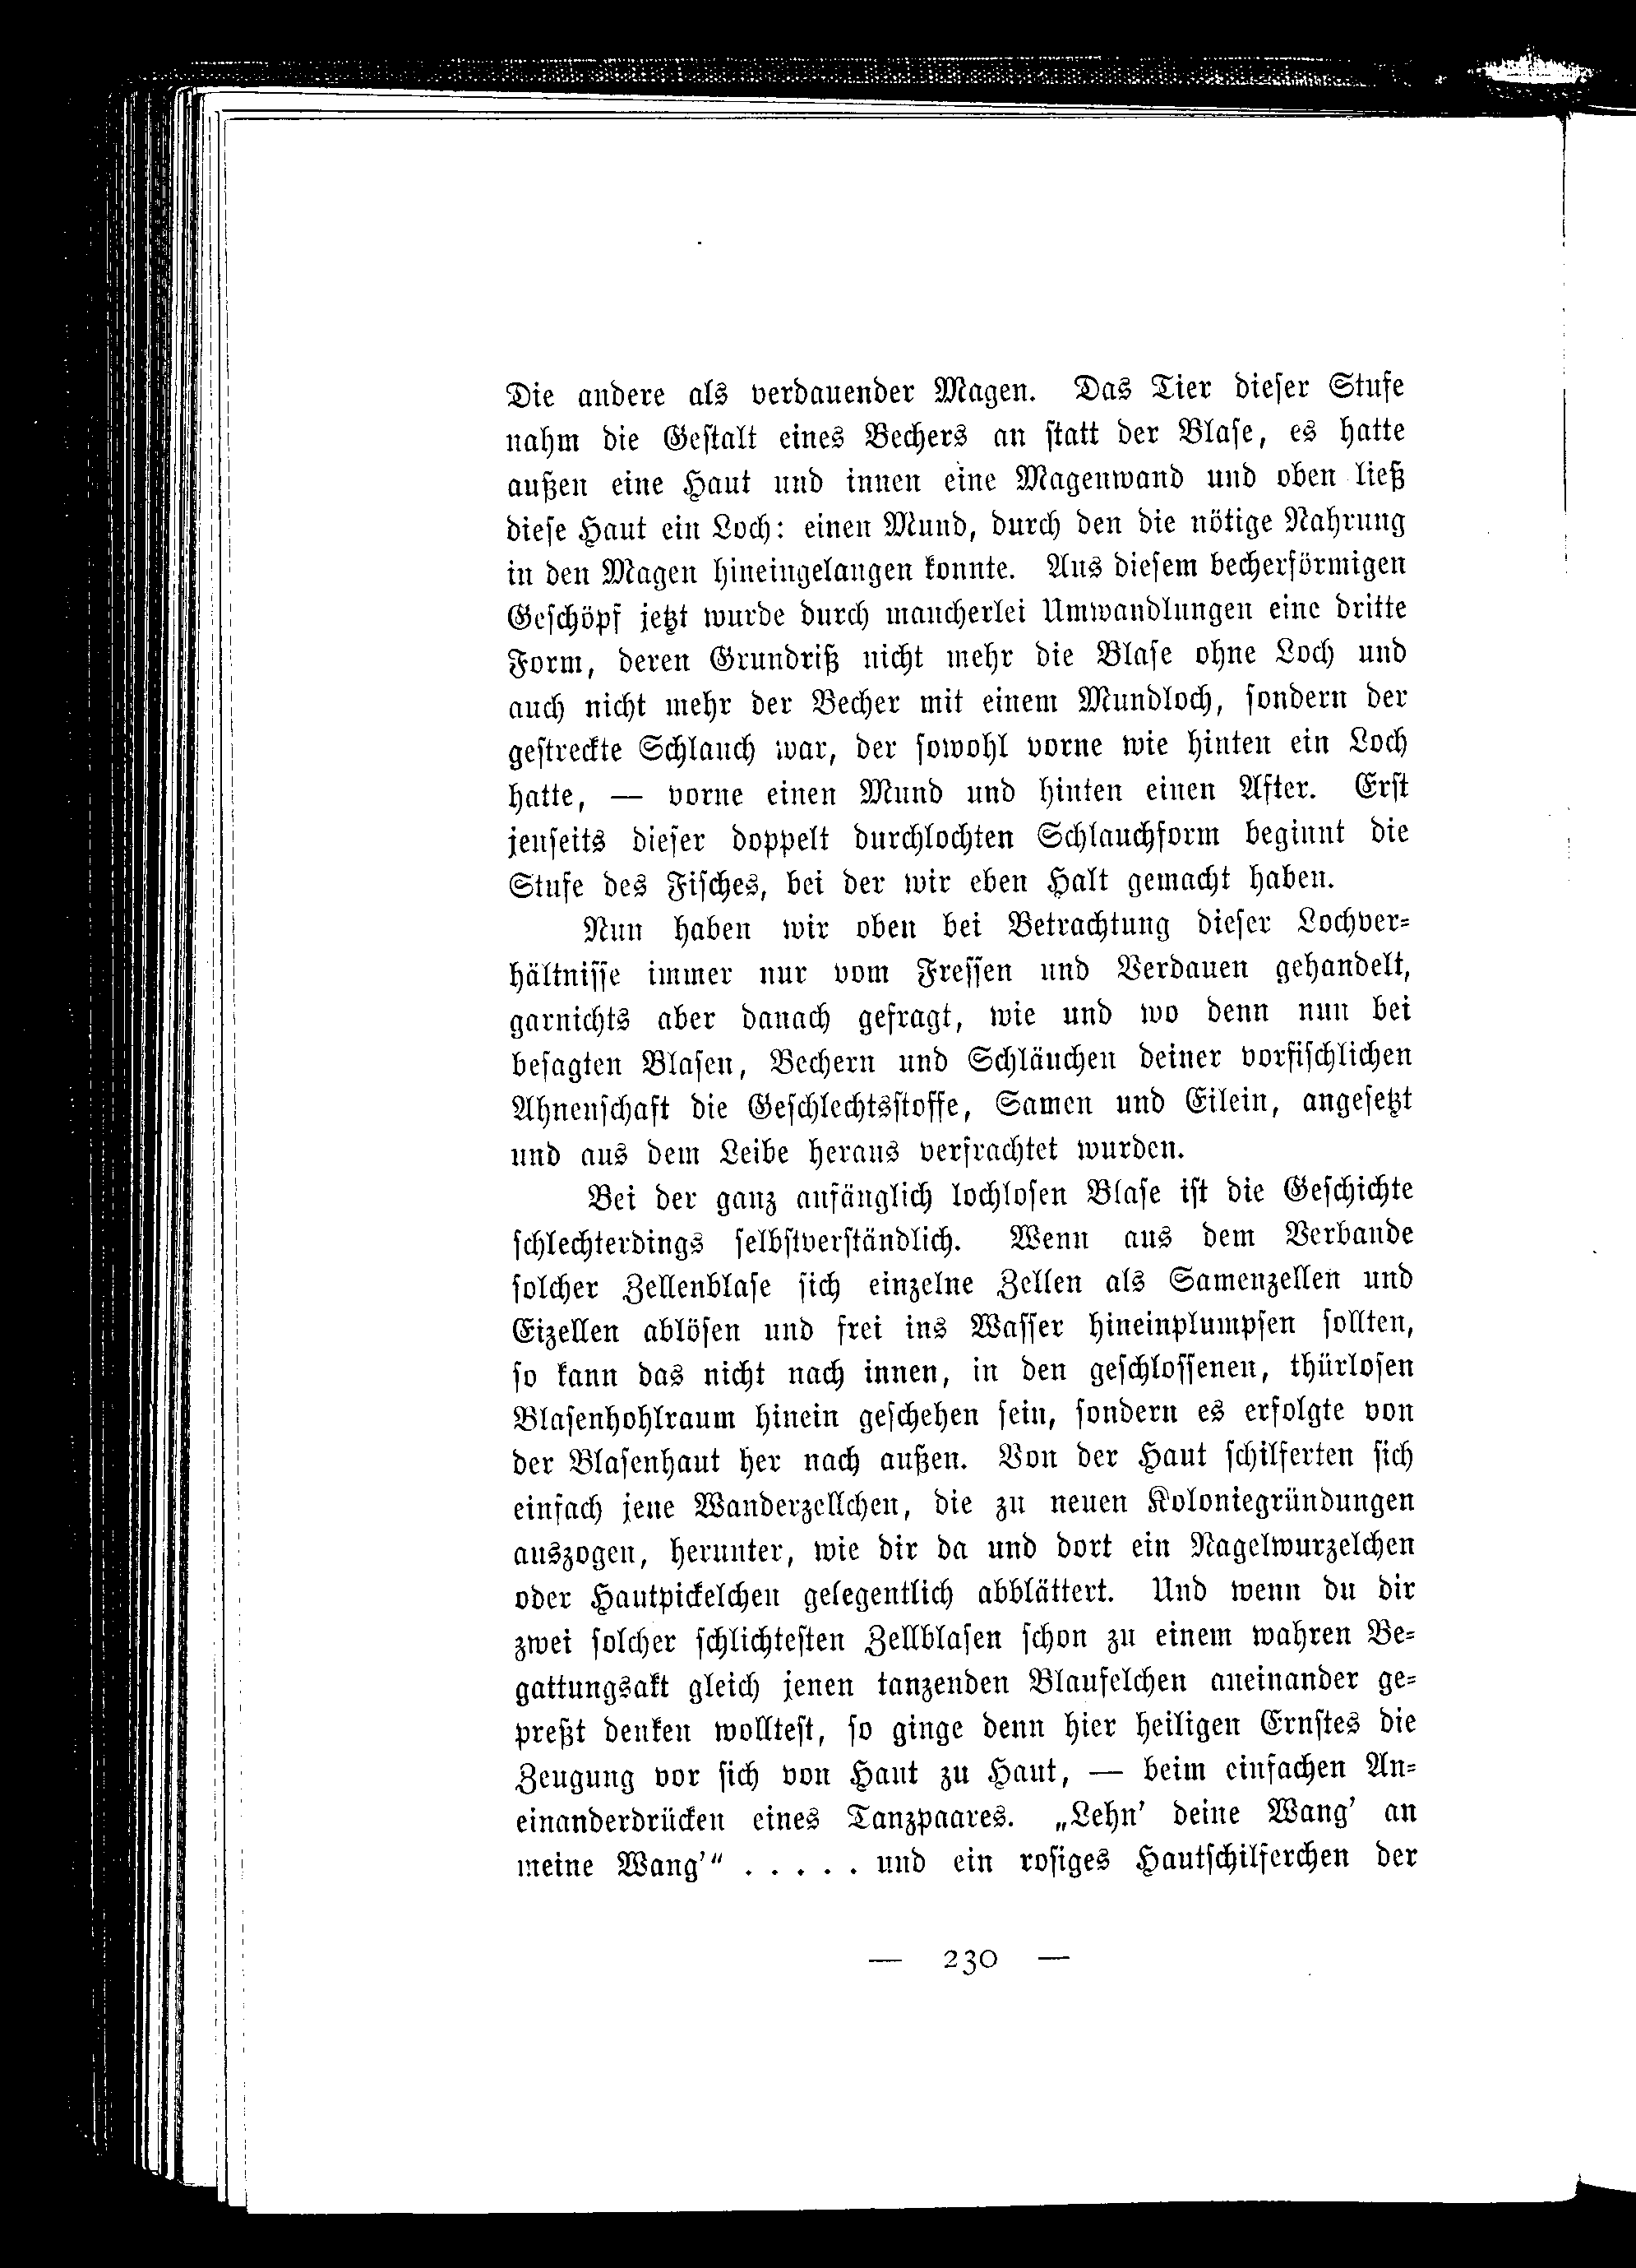 Die andere als verdauender Magen. Das Tier dieser Stufe
nahm die Gestalt eines Bechers an statt der Blase, es hatte
außen eine Haut und innen eine Magenwand und oben ließ
diese Haut ein Loch: einen Mund, durch den die nötige Nahrung
in den Magen hineingelangen konnte. Aus diesem becherförmigen
Geschöpf jetzt wurde durch mancherlei Umwandlungen eine dritte
Form, deren Grundriß nicht mehr die Blase ohne Loch und
auch nicht mehr der Becher mit einem Mundloch, sondern der
gestreckte Schlauch war, der sowohl vorne wie hinten ein Loch
hatte, — vorne einen Mund und hinten einen After. Erst
jenseits dieser doppelt durchlochten Schlauchform beginnt die
Stufe des Fisches, bei der wir eben Halt gemacht haben.
Nun haben wir oben bei Betrachtung dieser Lochver-
hältnisse immer nur vom Fressen und Verdauen gehandelt,
garnichts aber danach gefragt, wie und wo denn nun bei
besagten Blasen, Bechern und Schläuchen deiner vorfischlichen
Ahnenschaft die Geschlechtsstoffe, Samen und Eilein, angesetzt
und aus dem Leibe heraus verfrachtet wurden.
Bei der ganz anfänglich lochlosen Blase ist die Geschichte
schlechterdings selbstverständlich. Wenn aus dem Verbande
solcher Zellenblase sich einzelne Zellen als Samenzellen und
Eizellen ablösen und frei ins Wasser hineinplumpsen sollten,
so kann das nicht nach innen, in den geschlossenen, thürlosen
Blasenhohlraum hinein geschehen sein, sondern es erfolgte von
der Blasenhaut her nach außen. Von der Haut schilferten sich
einfach jene Wanderzellchen, die zu neuen Koloniegründungen
auszogen, herunter, wie dir da und dort ein Nagelwurzelchen
oder Hautpickelchen gelegentlich abblättert. Und wenn du dir
zwei solcher schlichtesten Zellblasen schon zu einem wahren Be-
gattungsakt gleich jenen tanzenden Blaufelchen aneinander ge-
preßt denken wolltest, so ginge denn hier heiligen Ernstes die
Zeugung vor sich von Haut zu Haut, — beim einfachen An-
einanderdrücken eines Tanzpaares. „Lehn' deine Wang' an
meine Wang'“ . . . . . und ein rosiges Hautschilferchen der
— 230 —